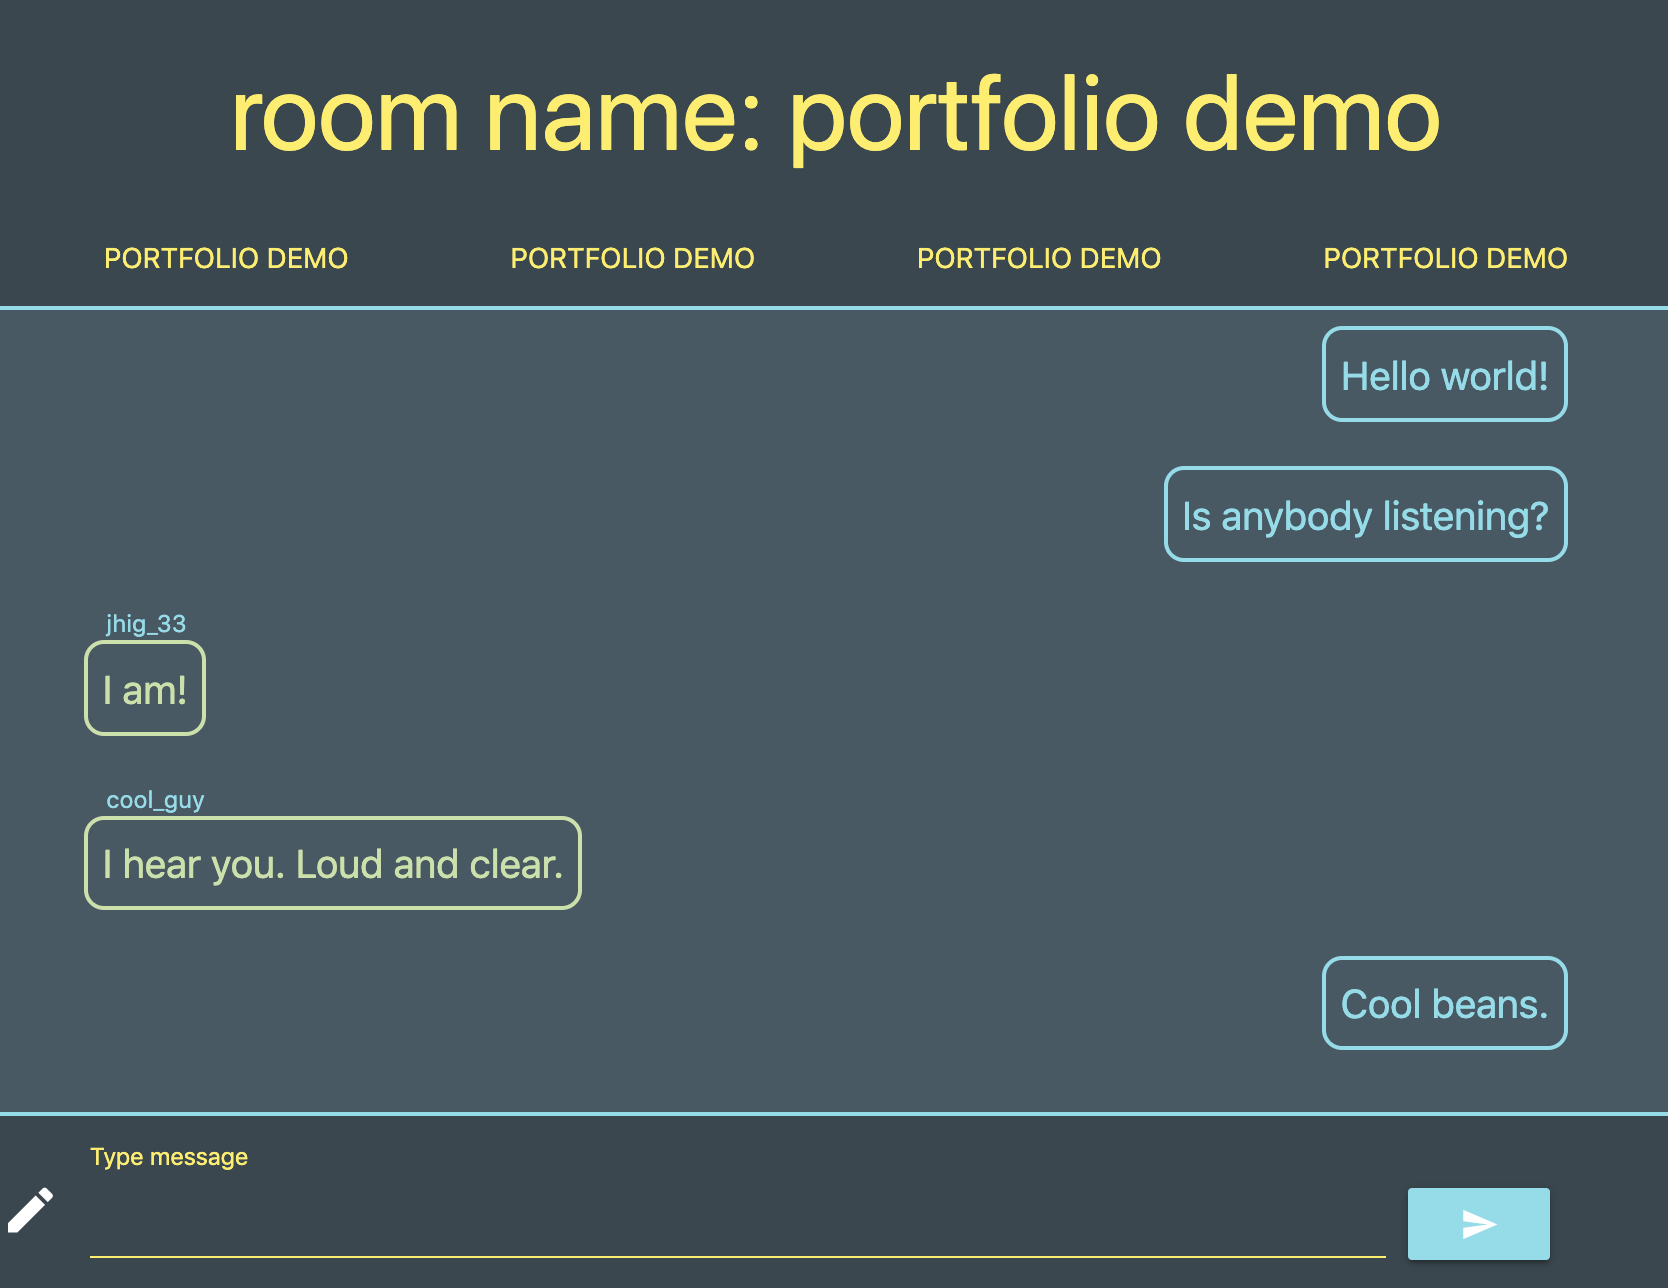 room name: portfolio demo
PORTFOLIO DEMO PORTFOLIO DEMO PORTFOLIO DEMO PORTFOLIO DEMO
Hello world!
Is anybody listening?
jhig_33
I am!
cool_guy
I hear you. Loud and clear.
Cool beans.
Type message